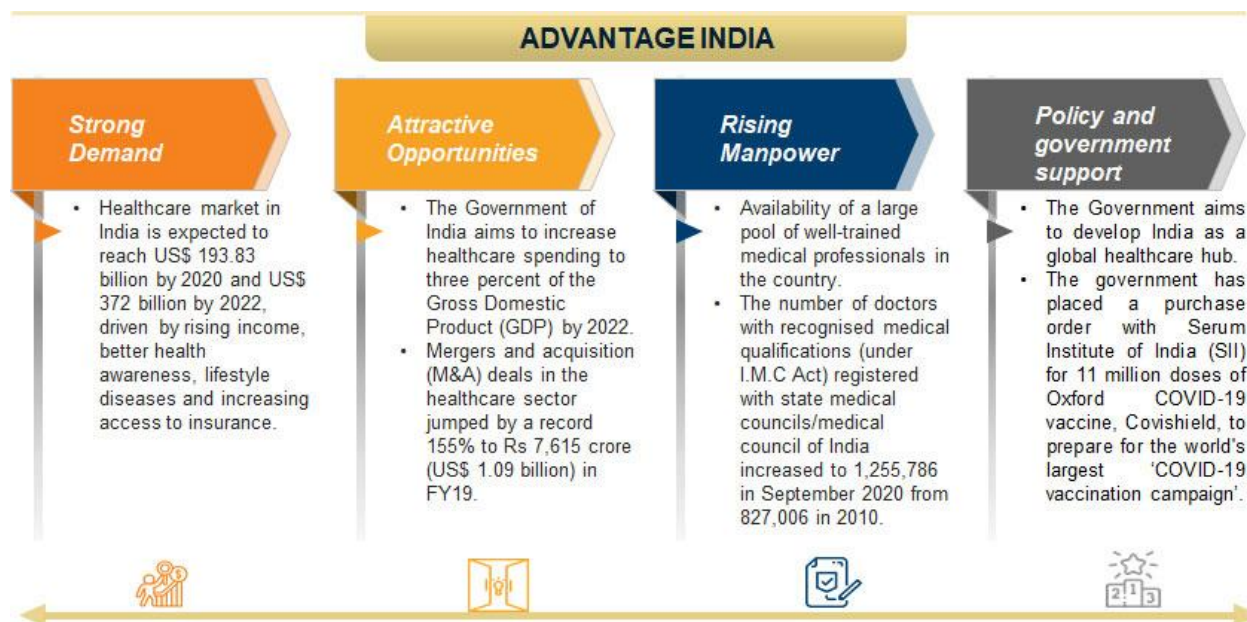 ADVANTAGE INDIA
Strong
Demand
• Healthcare market in
India is expected to
reach US$ 193.83
billion by 2020 and US$
372 billion by 2022,
driven by rising income,
better health
awareness, lifestyle
diseases and increasing
access to insurance.
Attractive
Opportunities
• The Government of
India aims to increase
healthcare spending to
three percent of the
Gross Domestic
Product (GDP) by 2022.
• Mergers and acquisition
(M&A) deals in the
healthcare sector
jumped by a record
155% to Rs 7,615 crore
(US$ 1.09 billion) in
FY19.
Rising
Manpower
• Availability of a large
pool of well-trained
medical professionals in
the country.
• The number of doctors
with recognised medical
qualifications (under
I.M.C Act) registered
with state medical
councils/medical
council of India
increased to 1,255,786
in September 2020 from
827,006 in 2010.
Policy and
government
support
• The Government aims
to develop India as a
global healthcare hub.
• The government has
placed a purchase
order with Serum
Institute of India (SII)
for 11 million doses of
Oxford COVID-19
vaccine, Covishield, to
prepare for the world's
largest 'COVID-19
vaccination campaign'.
$
2 1 3